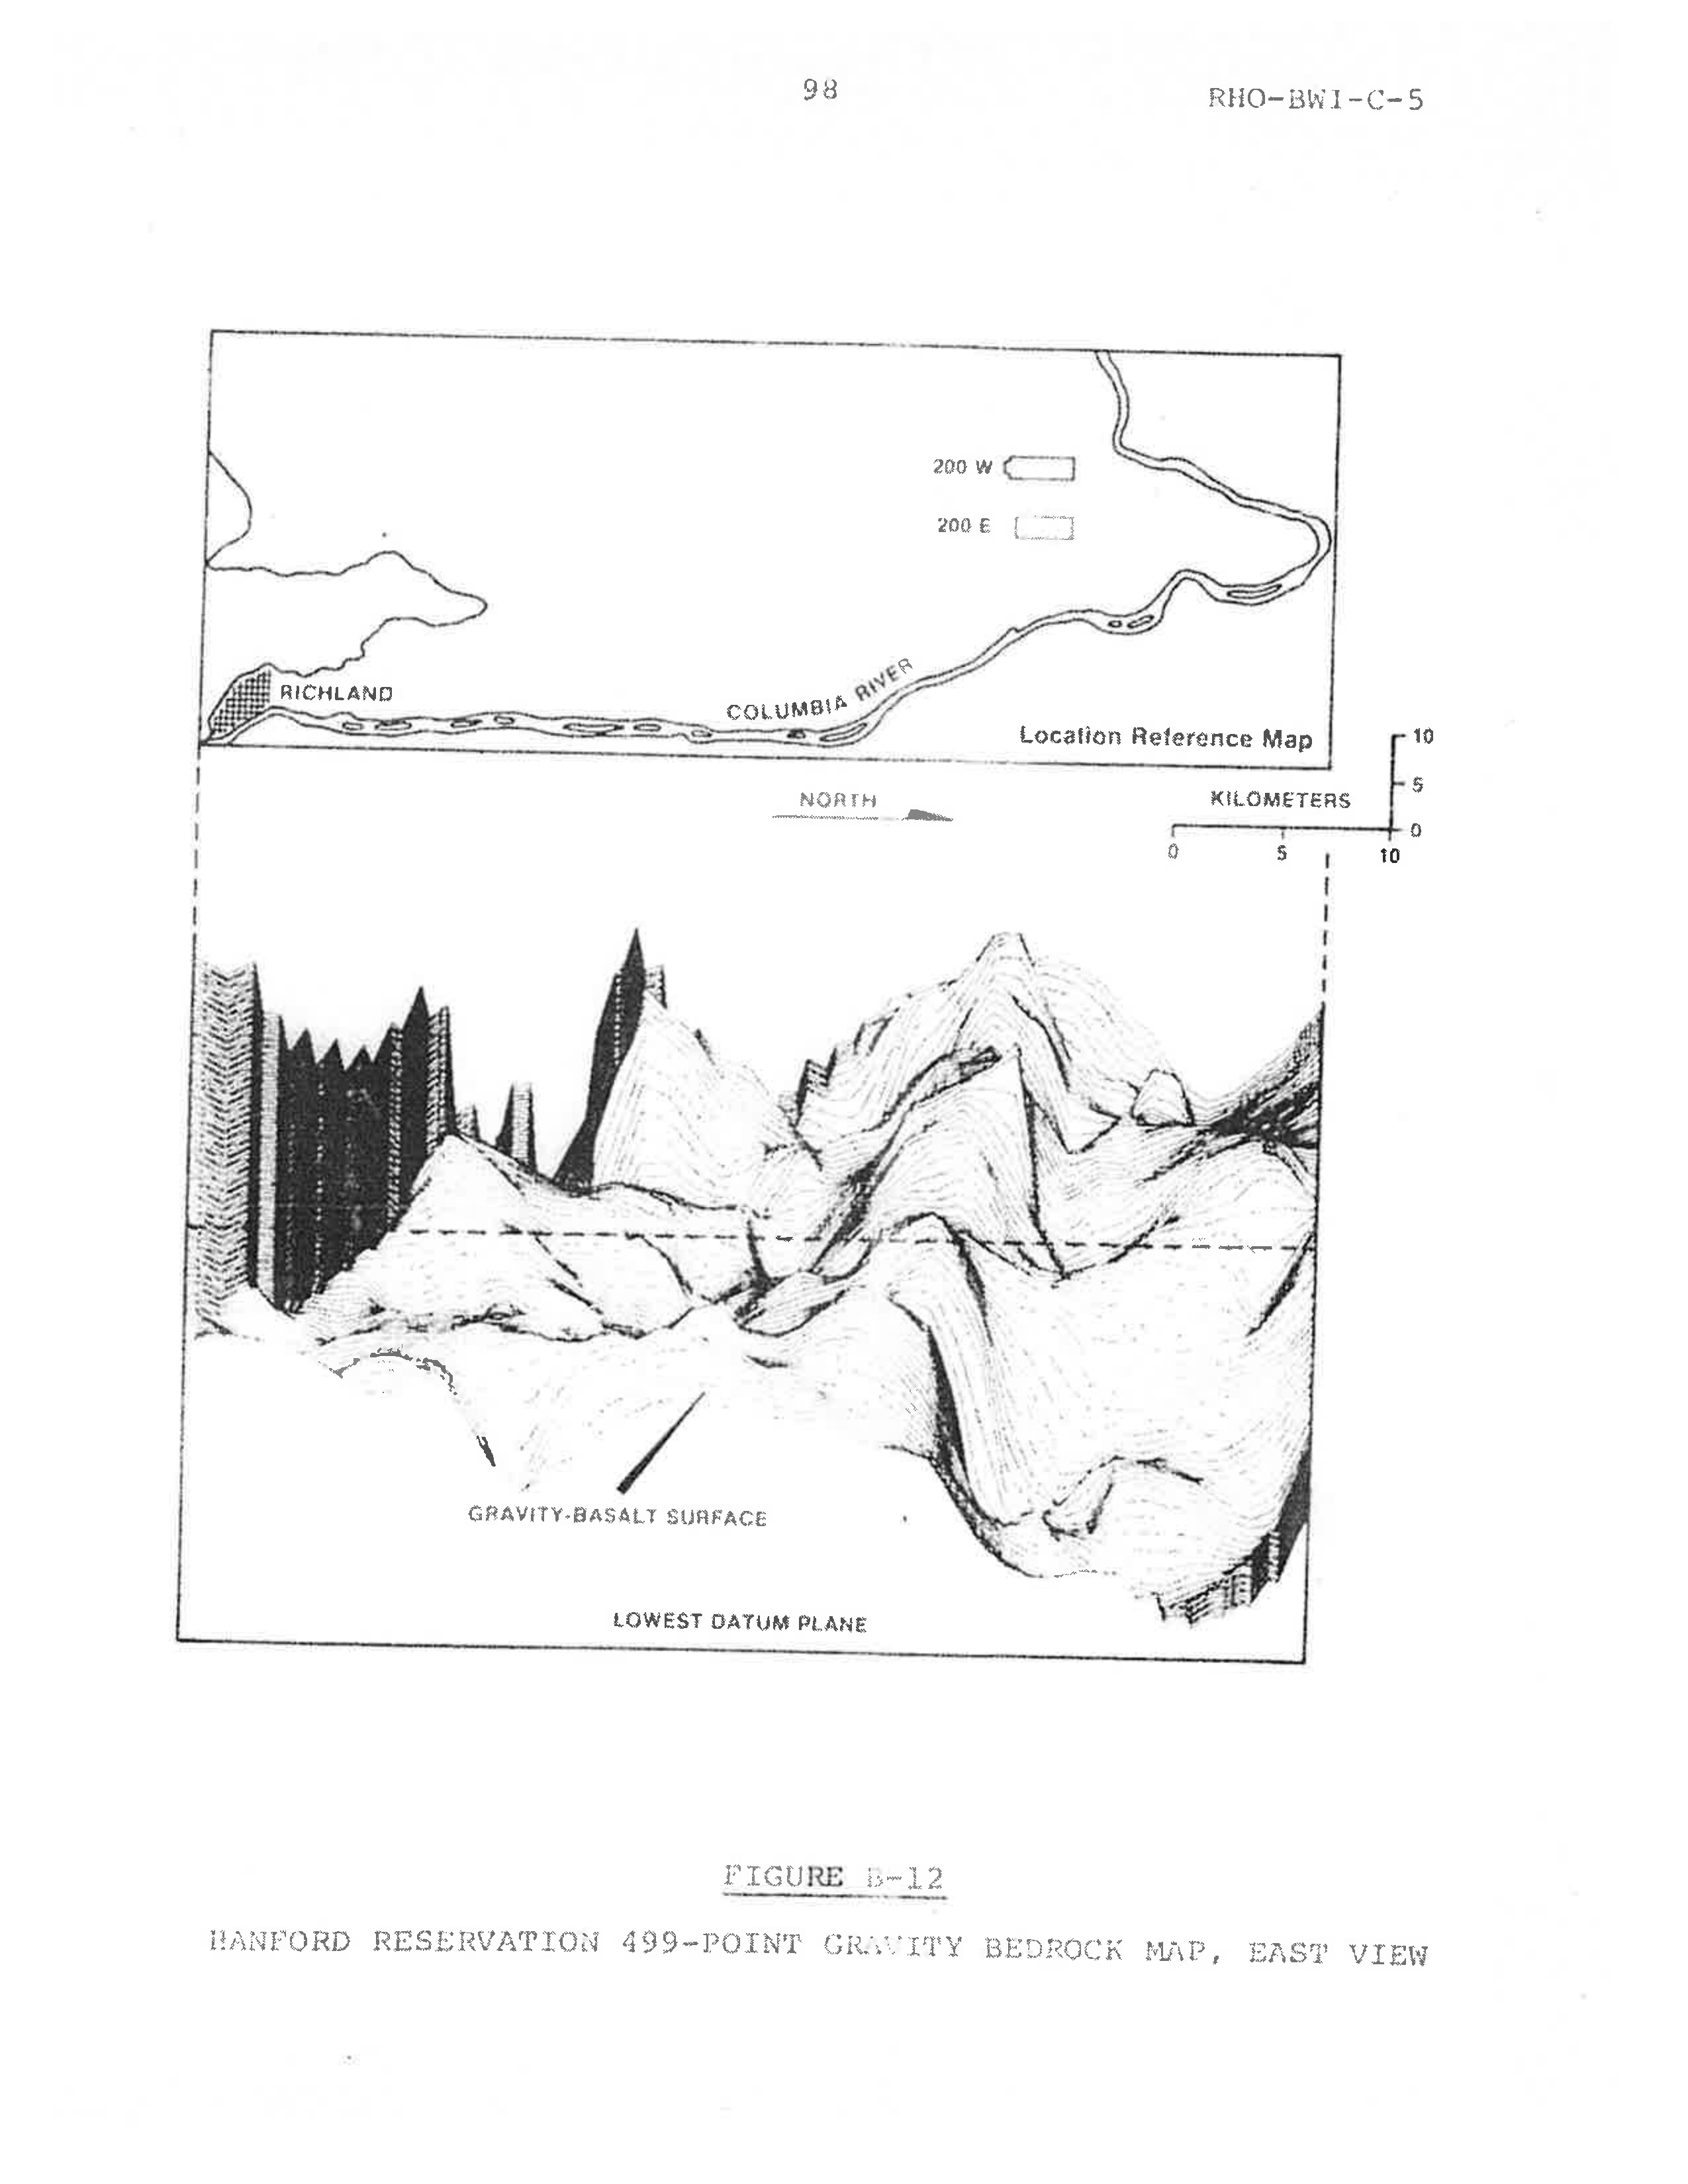 98
RHO-BWI-C-5
200 W
200 E
RICHLAND
COLUMBIA RIVER
Location Reference Map
10
5
0
KILOMETERS
0 5 10
NORTH
GRAVITY-BASALT SURFACE
LOWEST DATUM PLANE
FIGURE B-12
HANFORD RESERVATION 499-POINT GRAVITY BEDROCK MAP, EAST VIEW